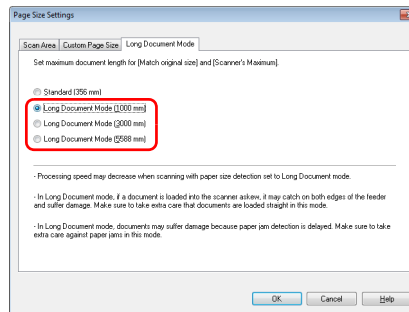 Page Size Settings
Scan Area Custom Page Size Long Document Mode
Set maximum document length for [Match original size] and [Scanner's Maximum].
Standard (356 mm)
Long Document Mode (1000 mm)
Long Document Mode (3000 mm)
Long Document Mode (5588 mm)
- Processing speed may decrease when scanning with paper size detection set to Long Document mode.
- In Long Document mode, if a document is loaded into the scanner askew, it may catch on both edges of the feeder
and suffer damage. Make sure to take extra care that documents are loaded straight in this mode.
- In Long Document mode, documents may suffer damage because paper jam detection is delayed. Make sure to take
extra care against paper jams in this mode.
OK Cancel Help